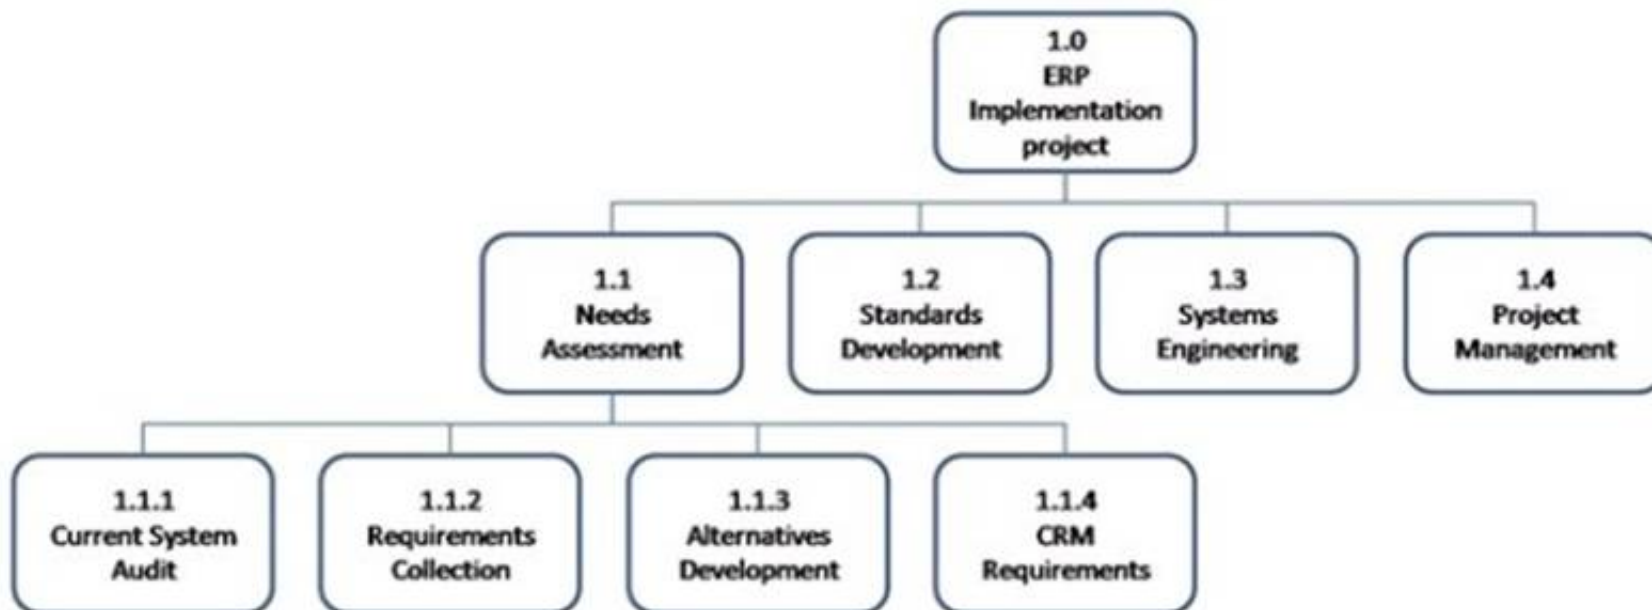 1.0
ERP
Implementation
project
1.1
Needs
Assessment
1.2
Standards
Development
1.3
Systems
Engineering
1.4
Project
Management
1.1.1
Current System
Audit
1.1.2
Requirements
Collection
1.1.3
Alternatives
Development
1.1.4
CRM
Requirements